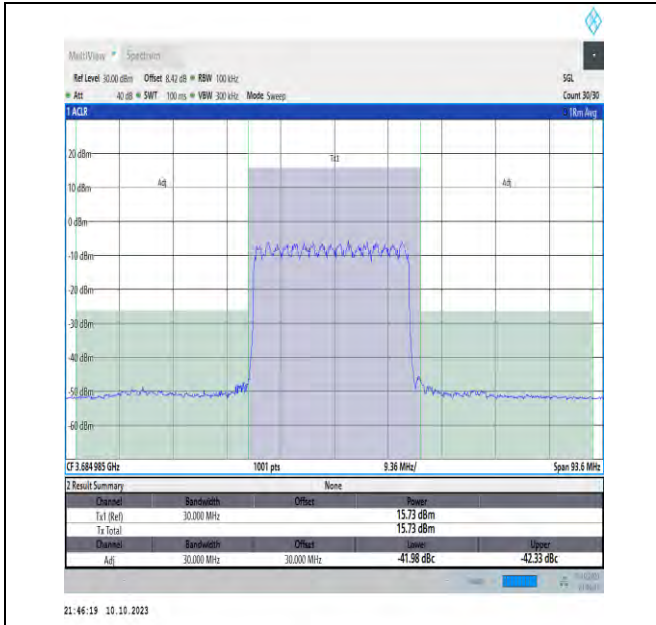 MultiView Spectrum
Ref Level 30.00 dBm Offset 8.42 dB RBW 100 kHz SGL
Att 40 dB SWT 100 ms VBW 300 kHz Mode Sweep Count 30/30
1 ACLR 1Rm Avg
20 dBm
Tx1
Adj Adj
10 dBm
0 dBm
-10 dBm
-20 dBm
-30 dBm
-40 dBm
-50 dBm
-60 dBm
CF 3.684985 GHz 1001 pts 9.36 MHz/ Span 93.6 MHz
2 Result Summary None
Channel Bandwidth Offset Power
Tx1 (Ref) 30.000 MHz 15.73 dBm
Tx Total 15.73 dBm
Channel Bandwidth Offset Lower Upper
Adj 30.000 MHz 30.000 MHz -41.98 dBc -42.33 dBc
21:46:19 10.10.2023